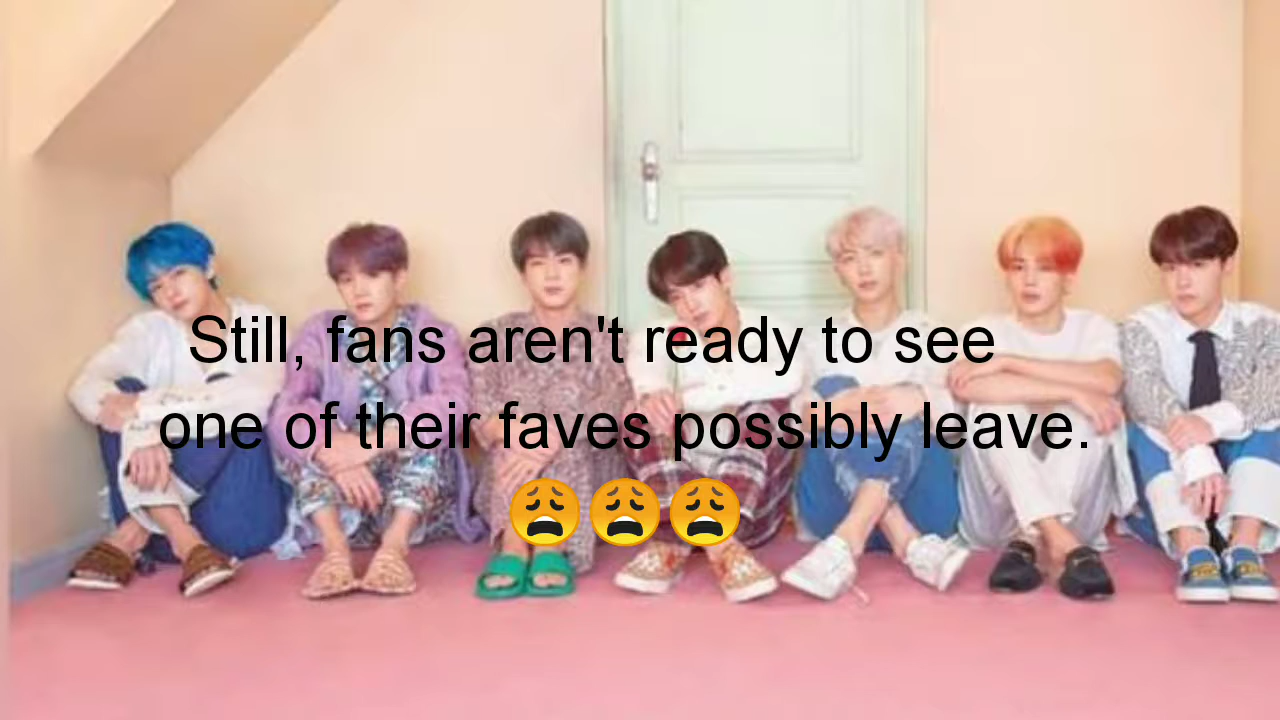 Still, fans aren't ready to see
one of their faves possibly leave.
😩😩😩